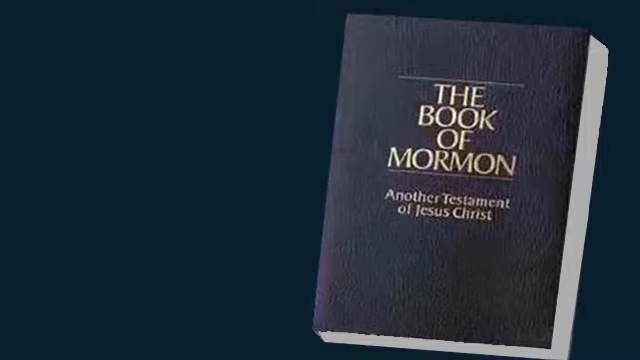 THE
BOOK
OF
MORMON
Another Testament
of Jesus Christ